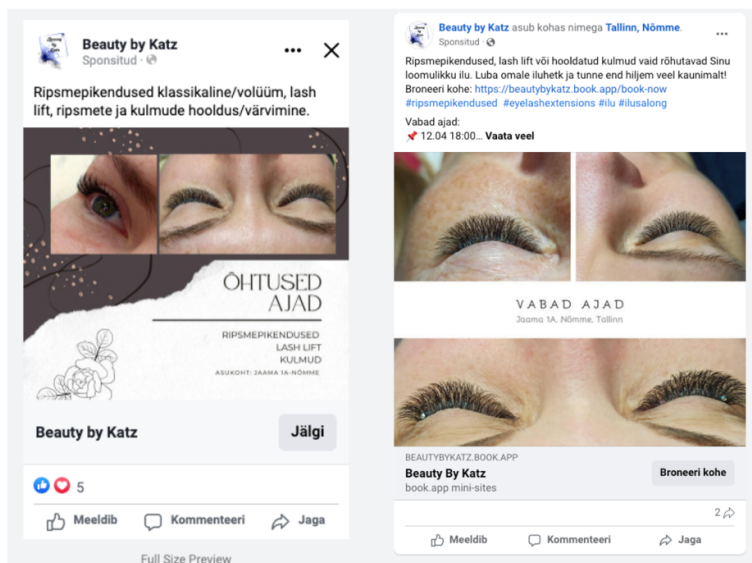 Beauty by Katz
Sponsitud ·
Ripsmepikendused klassikaline/volüüm, lash
lift, ripsmete ja kulmude hooldus/värvimine.
ÕHTUSED
AJAD
RIPSMEPIKENDUSED
LASH LIFT
KULMUD
ASUKOHT: JAAMA 1A-NÕMME
Beauty by Katz
Jälgi
5
Meeldib
Kommenteeri
Jaga
Full Size Preview
Beauty by Katz asub kohas nimega Tallinn, Nõmme.
Sponsitud ·
Ripsmepikendused, lash lift või hooldatud kulmud vaid rõhutavad Sinu
loomulikku ilu. Luba omale iluhetk ja tunne end hiljem veel kaunimalt!
Broneeri kohe: https://beautybykatz.book.app/book-now
#ripsmepikendused #eyelashextensions #ilu #ilusalong
Vabad ajad:
📌 12.04 18:00... Vaata veel
VABAD AJAD
Jaama 1A, Nõmme, Tallinn
BEAUTYBYKATZ.BOOK.APP
Beauty By Katz
book.app mini-sites
Broneeri kohe
2
Meeldib
Kommenteeri
Jaga